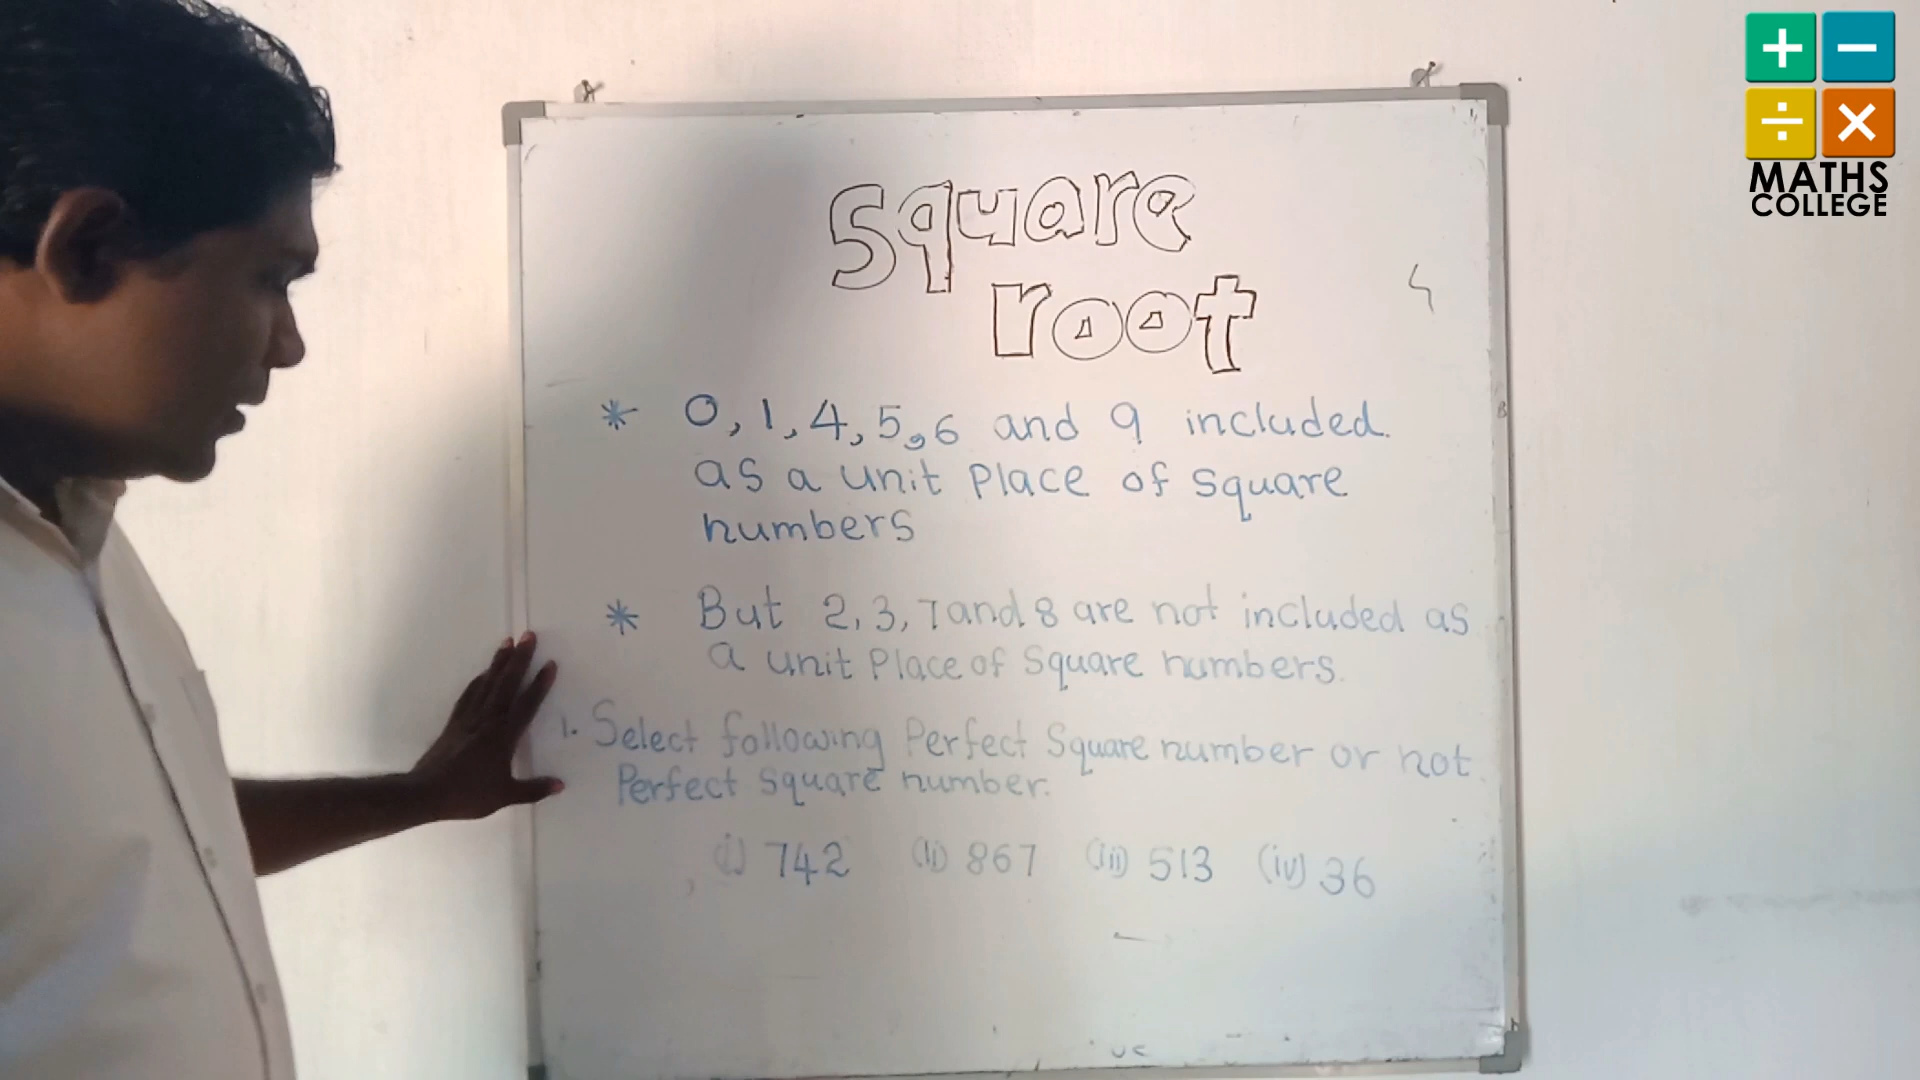 + −
÷ ×
MATHS
COLLEGE
square
root
* 0, 1, 4, 5, 6 and 9 included.
as a unit place of square
numbers
* But 2, 3, 7 and 8 are not included as
a unit place of square numbers.
1. Select following Perfect Square number or not
Perfect square number.
(i) 742 (ii) 867 (iii) 513 (iv) 36